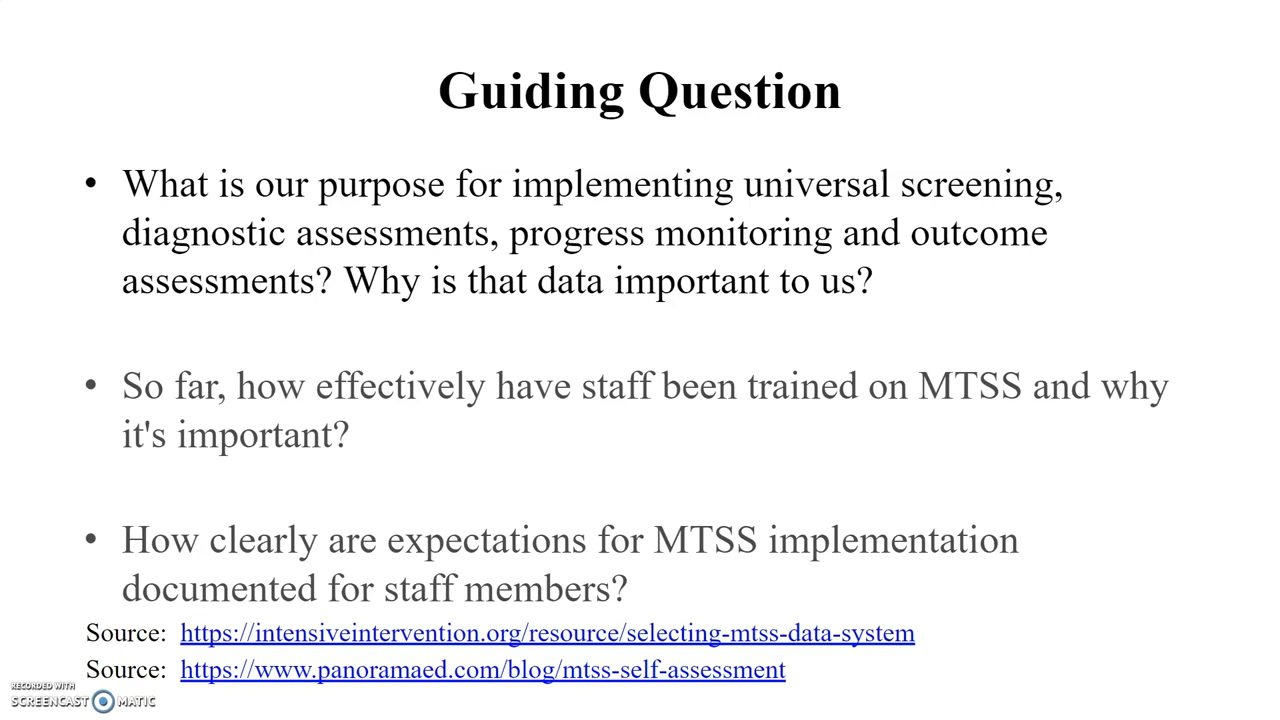 Guiding Question
• What is our purpose for implementing universal screening,
diagnostic assessments, progress monitoring and outcome
assessments? Why is that data important to us?
• So far, how effectively have staff been trained on MTSS and why
it's important?
• How clearly are expectations for MTSS implementation
documented for staff members?
Source: https://intensiveintervention.org/resource/selecting-mtss-data-system
Source: https://www.panoramaed.com/blog/mtss-self-assessment
RECORDED WITH
SCREENCAST MATIC